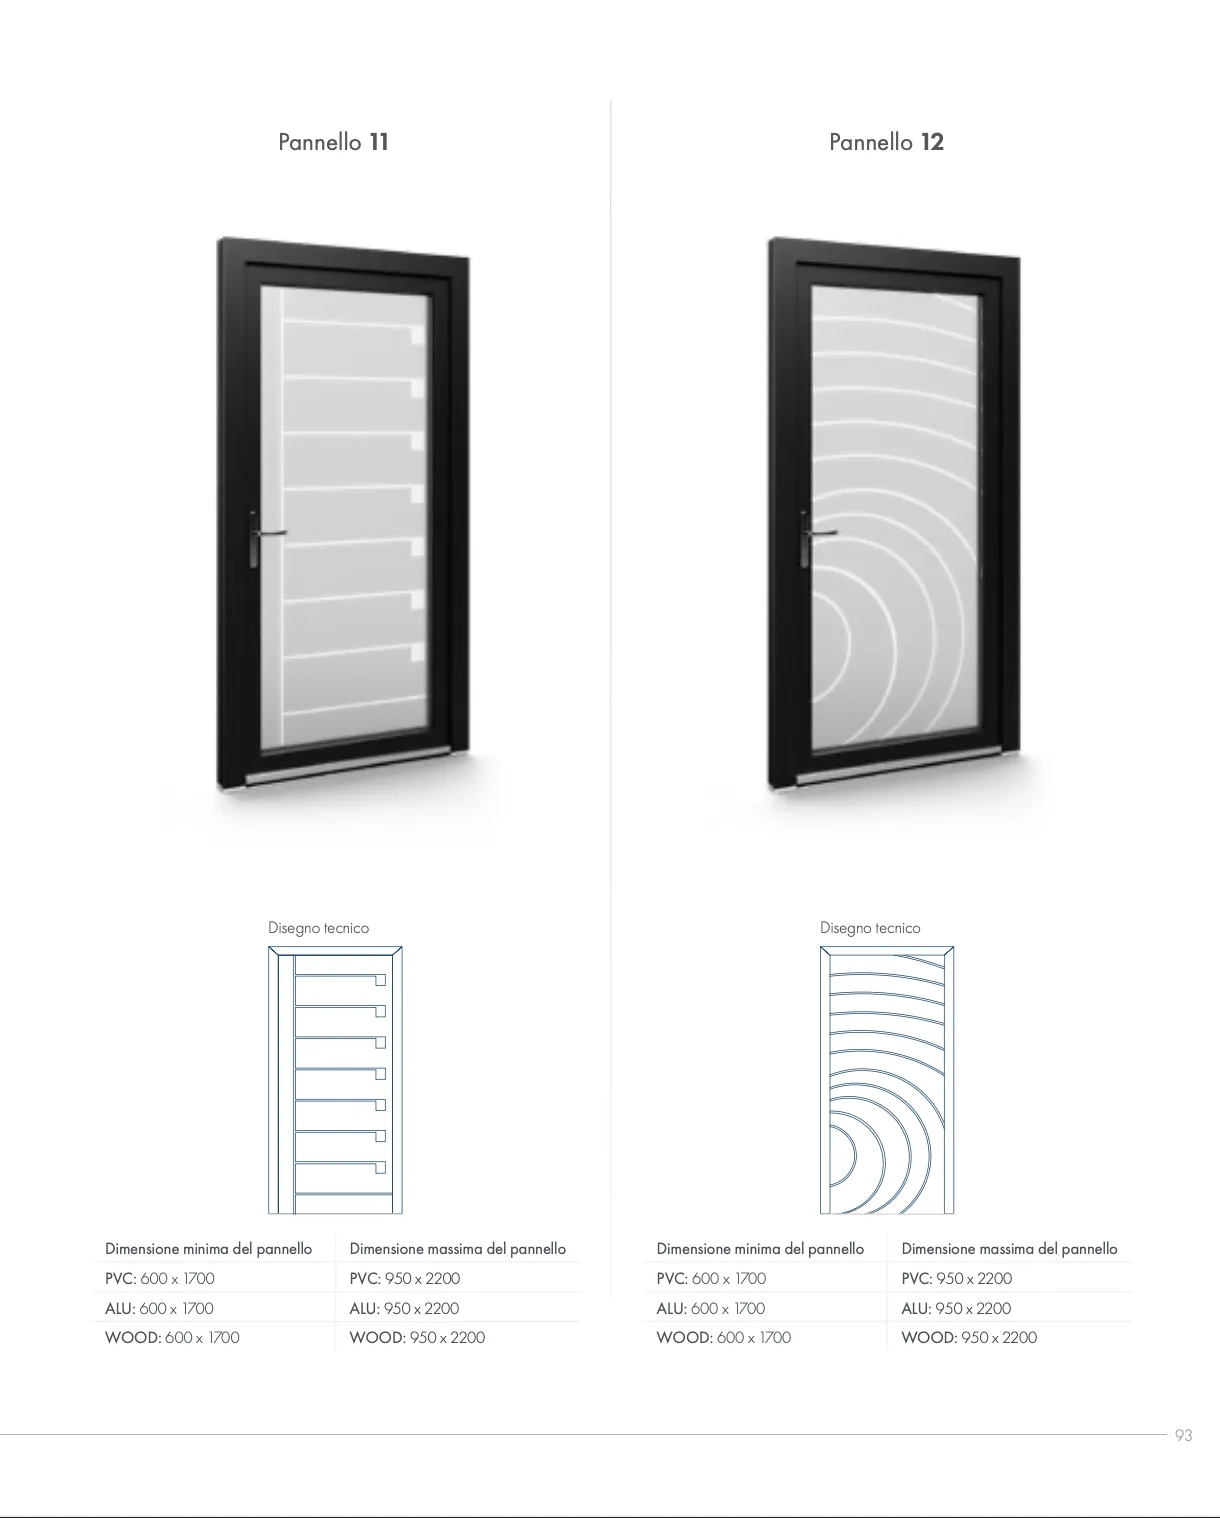 Pannello 11
Disegno tecnico
Dimensione minima del pannello
Dimensione massima del pannello
PVC: 600 x 1700
PVC: 950 x 2200
ALU: 600 x 1700
ALU: 950 x 2200
WOOD: 600 x 1700
WOOD: 950 x 2200
Pannello 12
Disegno tecnico
Dimensione minima del pannello
Dimensione massima del pannello
PVC: 600 x 1700
PVC: 950 x 2200
ALU: 600 x 1700
ALU: 950 x 2200
WOOD: 600 x 1700
WOOD: 950 x 2200
93